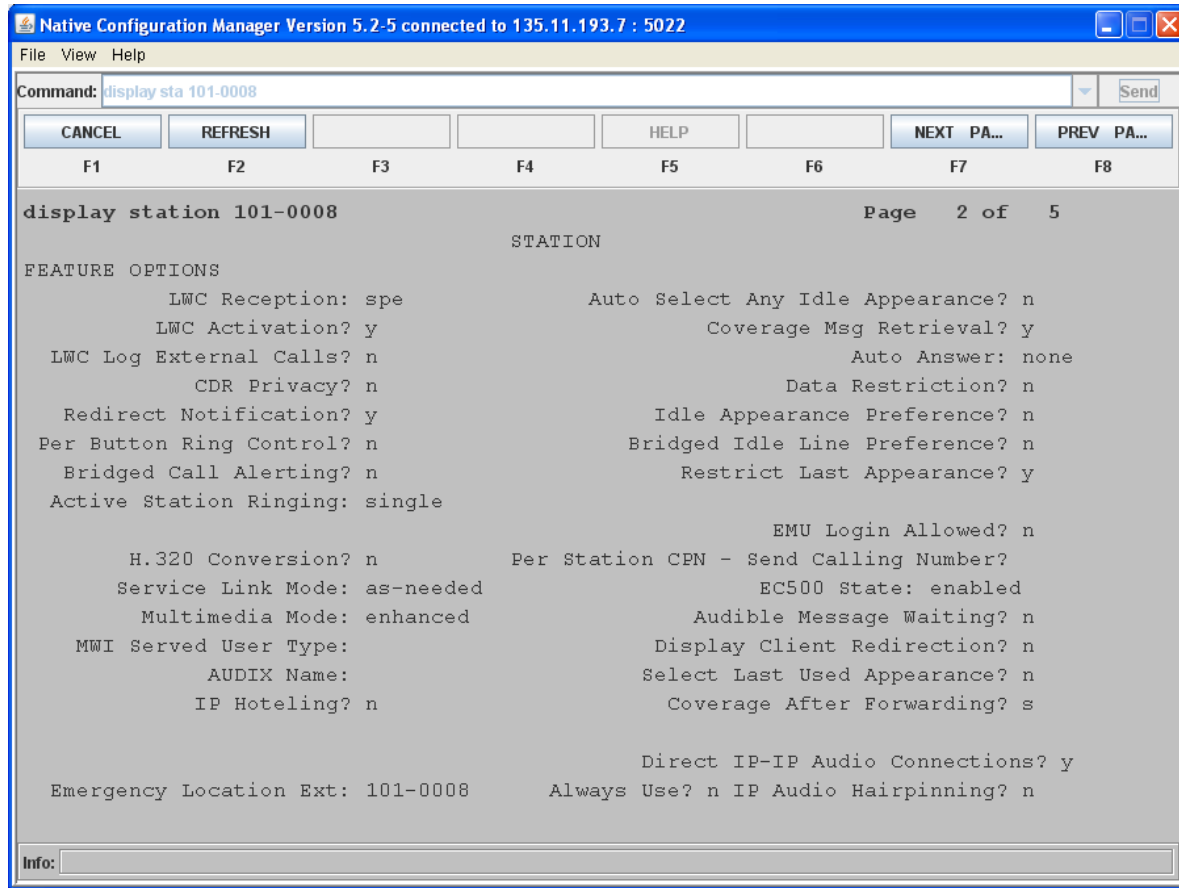 Native Configuration Manager Version 5.2-5 connected to 135.11.193.7 : 5022
File View Help
Command: display sta 101-0008 Send
CANCEL REFRESH HELP NEXT PA... PREV PA...
F1 F2 F3 F4 F5 F6 F7 F8
display station 101-0008 Page 2 of 5
STATION
FEATURE OPTIONS
LWC Reception: spe Auto Select Any Idle Appearance? n
LWC Activation? y Coverage Msg Retrieval? y
LWC Log External Calls? n Auto Answer: none
CDR Privacy? n Data Restriction? n
Redirect Notification? y Idle Appearance Preference? n
Per Button Ring Control? n Bridged Idle Line Preference? n
Bridged Call Alerting? n Restrict Last Appearance? y
Active Station Ringing: single
EMU Login Allowed? n
H.320 Conversion? n Per Station CPN - Send Calling Number?
Service Link Mode: as-needed EC500 State: enabled
Multimedia Mode: enhanced Audible Message Waiting? n
MWI Served User Type: Display Client Redirection? n
AUDIX Name: Select Last Used Appearance? n
IP Hoteling? n Coverage After Forwarding? s
Direct IP-IP Audio Connections? y
Emergency Location Ext: 101-0008 Always Use? n IP Audio Hairpinning? n
Info: